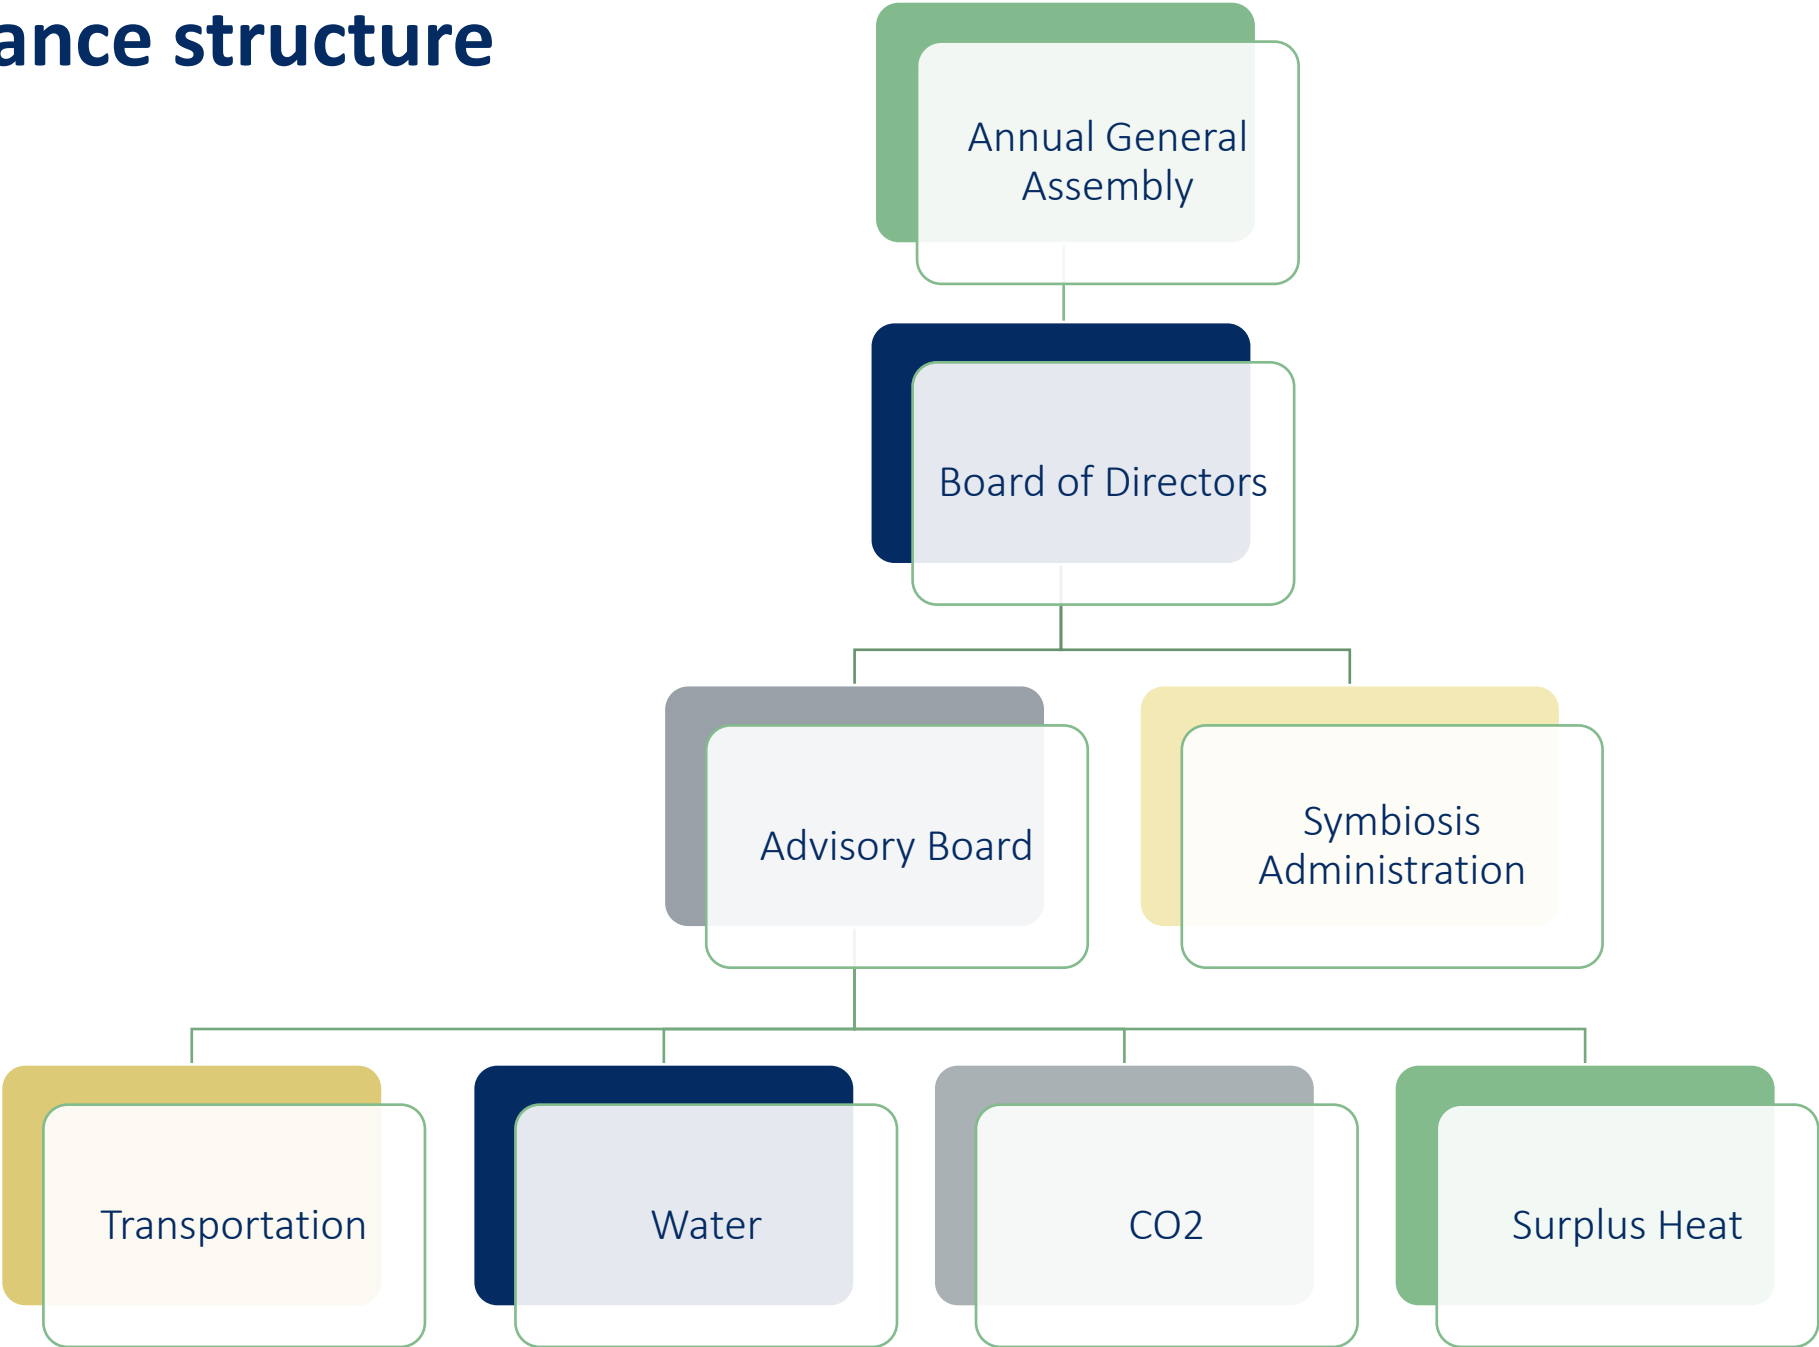 ance structure
Annual General
Assembly
Board of Directors
Advisory Board
Symbiosis
Administration
Transportation
Water
CO2
Surplus Heat